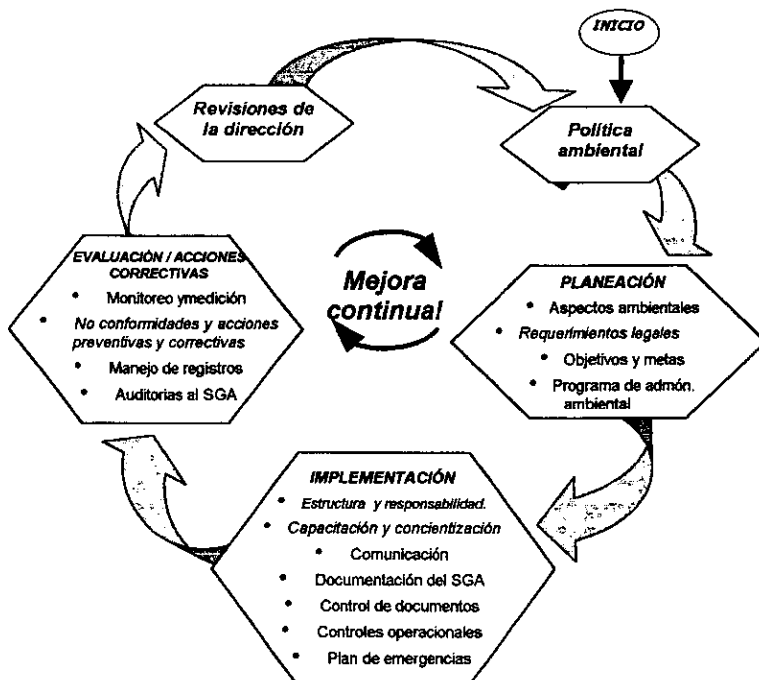 INICIO
Revisiones de
la dirección
Política
ambiental
EVALUACIÓN / ACCIONES
CORRECTIVAS
• Monitoreo ymedición
• No conformidades y acciones
preventivas y correctivas
• Manejo de registros
• Auditorias al SGA
Mejora
continual
PLANEACIÓN
• Aspectos ambientales
• Requerimientos legales
• Objetivos y metas
• Programa de admón.
ambiental
IMPLEMENTACIÓN
• Estructura y responsabilidad.
• Capacitación y concientización
• Comunicación
• Documentación del SGA
• Control de documentos
• Controles operacionales
• Plan de emergencias